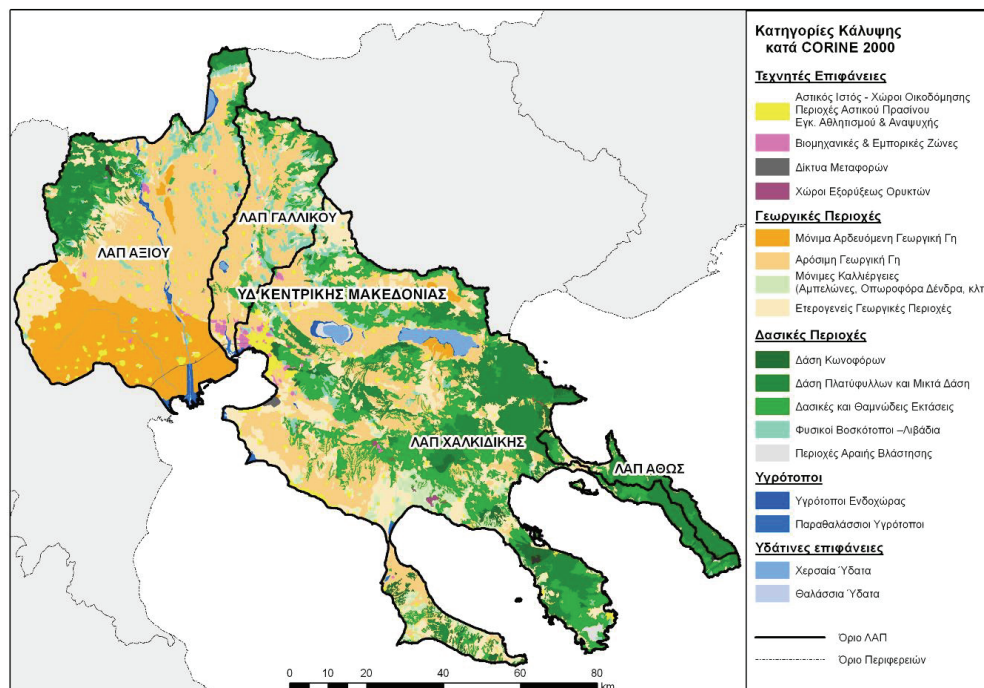 Κατηγορίες Κάλυψης
κατά CORINE 2000
Τεχνητές Επιφάνειες
Αστικός Ιστός - Χώροι Οικοδόμησης
Περιοχές Αστικού Πρασίνου
Εγκ. Αθλητισμού & Αναψυχής
Βιομηχανικές & Εμπορικές Ζώνες
Δίκτυα Μεταφορών
Χώροι Εξορύξεως Ορυκτών
Γεωργικές Περιοχές
Μόνιμα Αρδευόμενη Γεωργική Γη
Αρόσιμη Γεωργική Γη
Μόνιμες Καλλιέργειες
(Αμπελώνες, Οπωροφόρα Δένδρα, κλπ
Ετερογενείς Γεωργικές Περιοχές
Δασικές Περιοχές
Δάση Κωνοφόρων
Δάση Πλατύφυλλων και Μικτά Δάση
Δασικές και Θαμνώδεις Εκτάσεις
Φυσικοί Βοσκότοποι –Λιβάδια
Περιοχές Αραιής Βλάστησης
Υγρότοποι
Υγρότοποι Ενδοχώρας
Παραθαλάσσιοι Υγρότοποι
Υδάτινες επιφάνειες
Χερσαία Ύδατα
Θαλάσσια Ύδατα
Όριο ΛΑΠ
Όριο Περιφερειών
ΛΑΠ ΓΑΛΛΙΚΟΥ
ΛΑΠ ΑΞΙΟΥ
ΥΔ ΚΕΝΤΡΙΚΗΣ ΜΑΚΕΔΟΝΙΑΣ
ΛΑΠ ΧΑΛΚΙΔΙΚΗΣ
ΛΑΠ ΑΘΩΣ
0 10 20 40 60 80
km